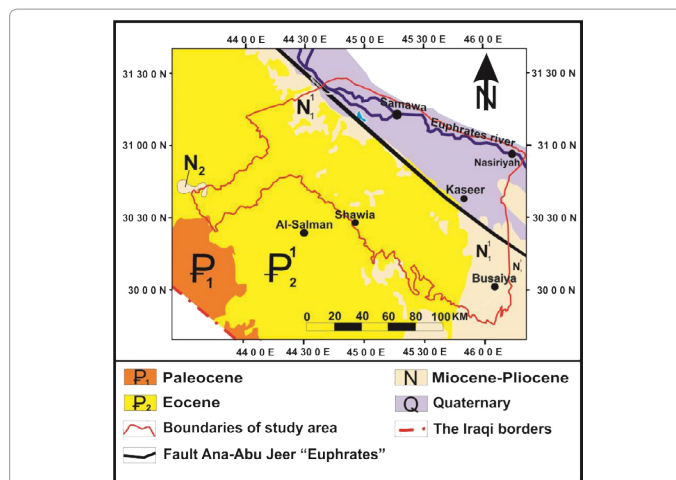 44 0 0 E 44 30 0 E 45 0 0 E 45 30 0 E 46 0 0 E
31 30 0 N 31 30 0 N
N
Samawa
N¹₁
Euphrates river
31 0 0 N 31 0 0 N
Nasiriyah
N₂
Kaseer
30 30 0 N 30 30 0 N
Shawia
Al-Salman
N¹₁
N¹₁
P₁
P¹₂
Busaiya
30 0 0 N 30 0 0 N
0 20 40 60 80 100 KM
44 0 0 E 44 30 0 E 45 0 0 E 45 30 0 E 46 0 0 E
P₁ Paleocene
N Miocene-Pliocene
P₂ Eocene
Q Quaternary
Boundaries of study area
The Iraqi borders
Fault Ana-Abu Jeer “Euphrates”